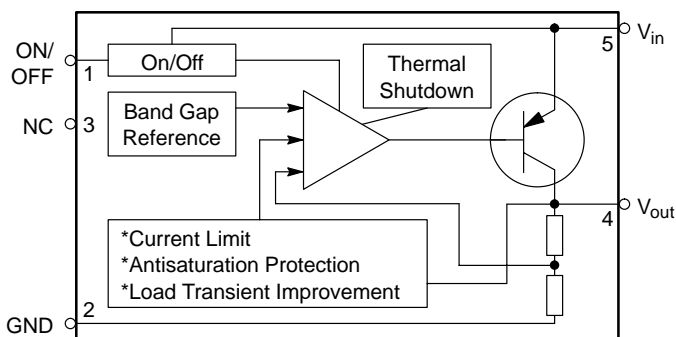 ON/
OFF
1
On/Off
5
Vin
Thermal
Shutdown
NC
3
Band Gap
Reference
4
Vout
*Current Limit
*Antisaturation Protection
*Load Transient Improvement
GND
2